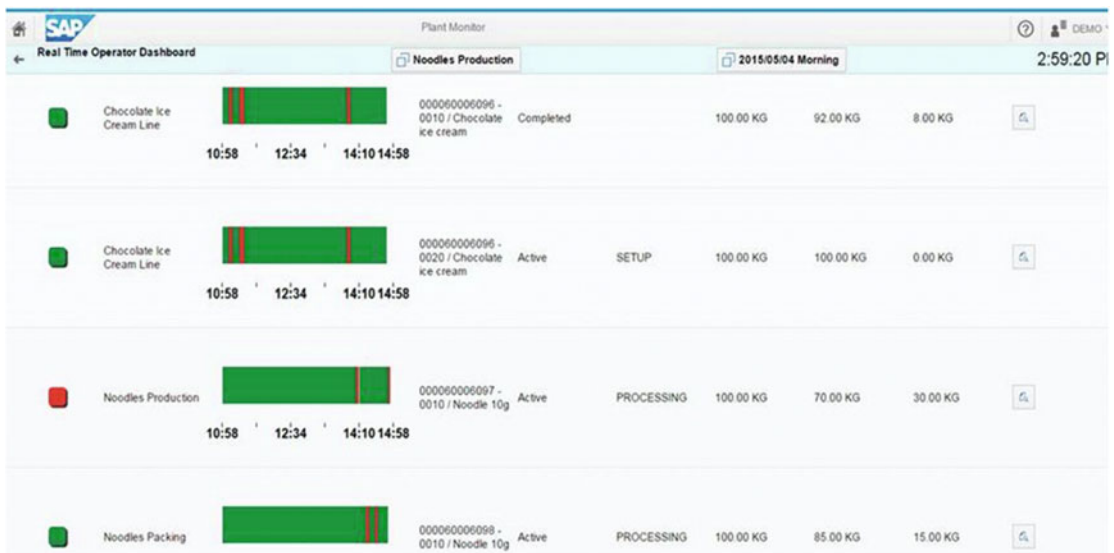 SAP
Plant Monitor
DEMO
Real Time Operator Dashboard
Noodles Production
2015/05/04 Morning
2:59:20 P
Chocolate Ice
Cream Line
000060006096 -
0010 / Chocolate
ice cream
Completed
100.00 KG
92.00 KG
8.00 KG
10:58
12:34
14:10
14:58
Chocolate Ice
Cream Line
000060006096 -
0020 / Chocolate
ice cream
Active
SETUP
100.00 KG
100.00 KG
0.00 KG
10:58
12:34
14:10
14:58
Noodles Production
000060006097 -
0010 / Noodle 10g
Active
PROCESSING
100.00 KG
70.00 KG
30.00 KG
10:58
12:34
14:10
14:58
Noodles Packing
000060006098 -
0010 / Noodle 10g
Active
PROCESSING
100.00 KG
85.00 KG
15.00 KG